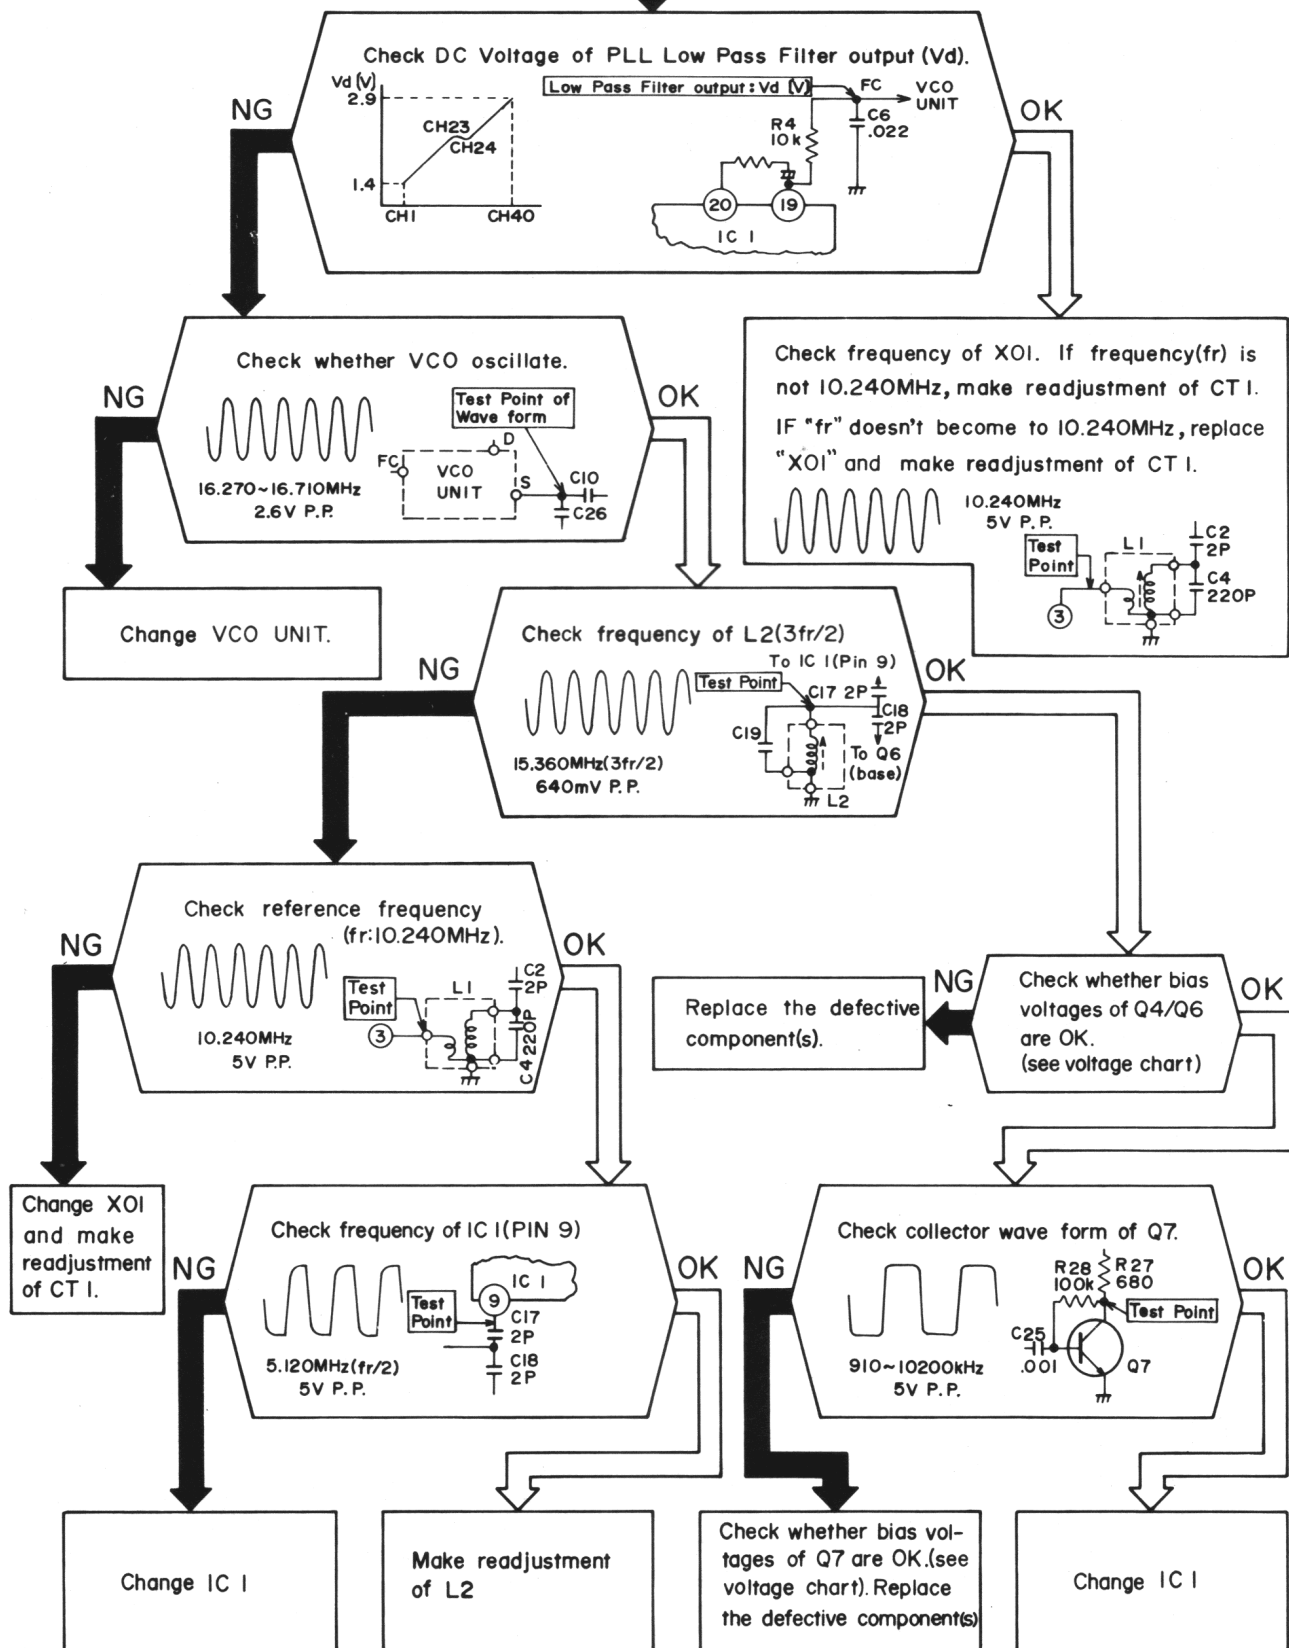 Check DC Voltage of PLL Low Pass Filter output (Vd).
Vd (V)
2.9
CH23
CH24
1.4
CH1
CH40
Low Pass Filter output : Vd (V)
FC
VCO
UNIT
R4
10k
C6
.022
20
19
IC 1
NG
OK
Check whether VCO oscillate.
NG
OK
16.270~16.710MHz
2.6V P.P.
Test Point of
Wave form
D
FC
VCO
UNIT
S
C10
C26
Check frequency of X01. If frequency(fr) is
not 10.240MHz, make readjustment of CT 1.
IF "fr" doesn't become to 10.240MHz, replace
"X01" and make readjustment of CT 1.
10.240MHz
5V P.P.
Test
Point
L1
C2
2P
C4
220P
3
Change VCO UNIT.
Check frequency of L2(3fr/2)
NG
OK
To IC 1(Pin 9)
Test Point
C17 2P
C18
2P
C19
To Q6
(base)
L2
15.360MHz(3fr/2)
640mV P.P.
Check reference frequency
(fr:10.240MHz).
NG
OK
10.240MHz
5V P.P.
Test
Point
L1
C2
2P
C4 220P
3
Replace the defective
component(s).
NG
Check whether bias
voltages of Q4/Q6
are OK.
(see voltage chart)
OK
Change X01
and make
readjustment
of CT 1.
Check frequency of IC 1(PIN 9)
NG
OK
IC 1
9
Test
Point
C17
2P
C18
2P
5.120MHz(fr/2)
5V P.P.
Check collector wave form of Q7.
NG
OK
R28
100k
R27
680
Test Point
C25
.001
Q7
910~10200kHz
5V P.P.
Change IC 1
Make readjustment
of L2
Check whether bias vol-
tages of Q7 are OK.(see
voltage chart). Replace
the defective component(s)
Change IC 1